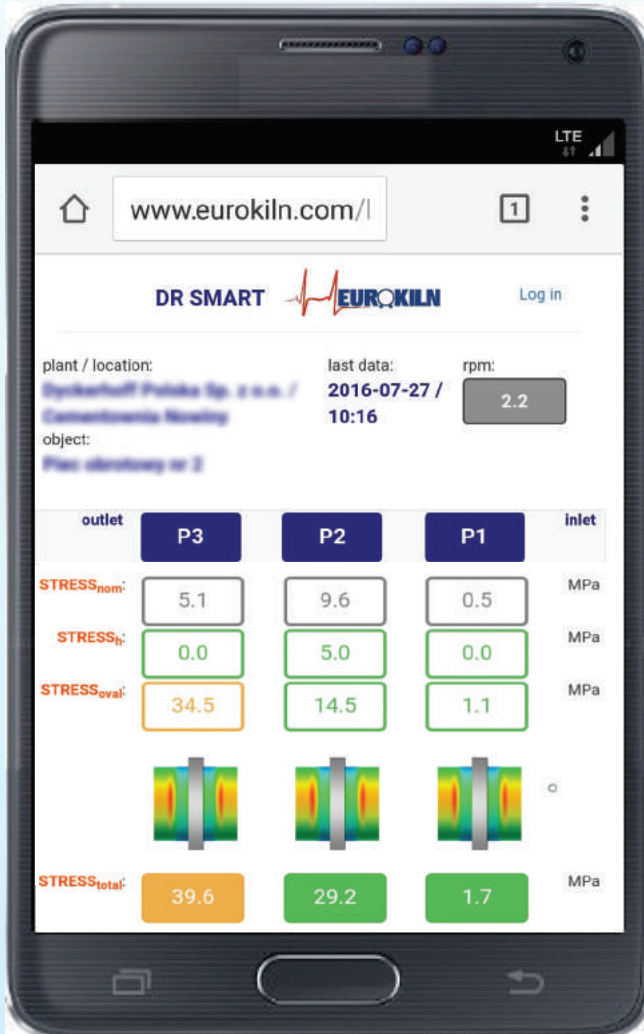 LTE
www.eurokiln.com/l
1
DR SMART EUROKILN Log in
plant / location: last data: rpm:
2016-07-27 / 2.2
10:16
object:
outlet P3 P2 P1 inlet
STRESSnom: 5.1 9.6 0.5 MPa
STRESSh: 0.0 5.0 0.0 MPa
STRESSoval: 34.5 14.5 1.1 MPa
STRESStotal: 39.6 29.2 1.7 MPa